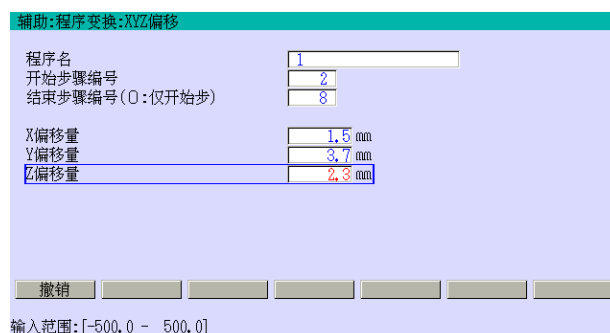 辅助:程序变换:XYZ偏移
程序名 1
开始步骤编号 2
结束步骤编号(0:仅开始步) 8
X偏移量 1.5 mm
Y偏移量 3.7 mm
Z偏移量 2.3 mm
撤销
输入范围:[-500.0 - 500.0]